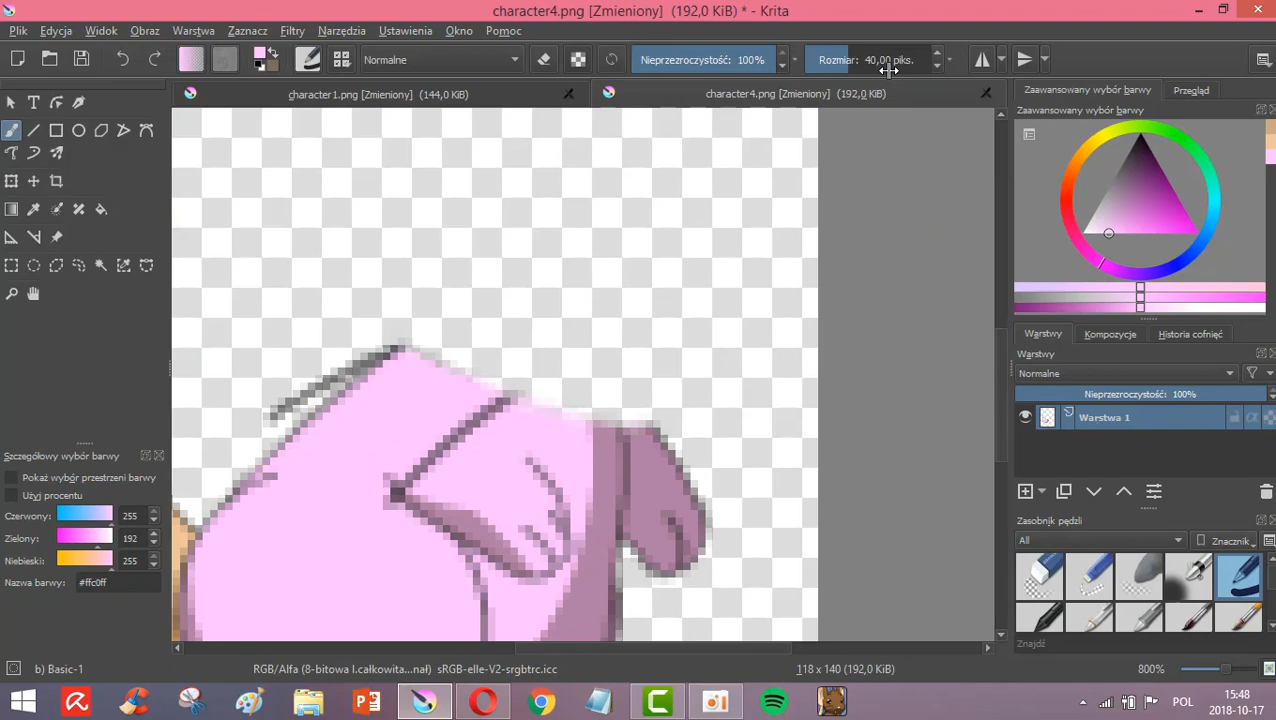 character4.png [Zmieniony] (192,0 KiB) * - Krita
Plik Edycja Widok Obraz Warstwa Zaznacz Filtry Narzędzia Ustawienia Okno Pomoc
Normalne Nieprzezroczystość: 100% Rozmiar: 40,00 piks.
character1.png [Zmieniony] (144,0 KiB) character4.png [Zmieniony] (192,0 KiB)
Zaawansowany wybór barwy Przegląd
Zaawansowany wybór barwy
Warstwy Kompozycje Historia cofnięć
Warstwy
Normalne
Nieprzezroczystość: 100%
Warstwa 1
Szczegółowy wybór barwy
Pokaż wybór przestrzeni barwy
Użyj procentu
Czerwony: 255
Zielony: 192
Niebieski: 255
Nazwa barwy: #ffc0ff
Zasobnik pędzli
All Znacznik
Znajdź
b) Basic-1 RGB/Alfa (8-bitowa l.całkowita...nał) sRGB-elle-V2-srgbtrc.icc 118 x 140 (192,0 KiB) 800%
POL 15:48
2018-10-17